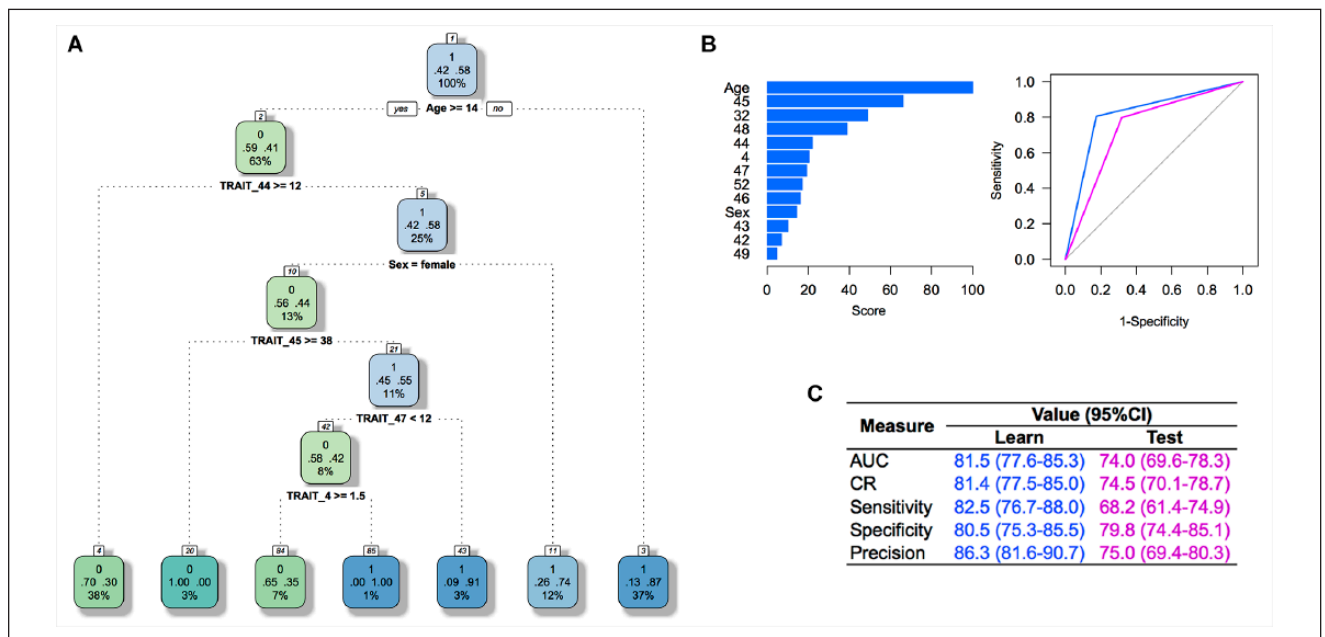 A
1
1
.42 .58
100%
yes Age >= 14 no
2
0
.59 .41
63%
TRAIT_44 >= 12
5
1
.42 .58
25%
Sex = female
10
0
.56 .44
13%
TRAIT_45 >= 38
21
1
.45 .55
11%
TRAIT_47 < 12
42
0
.58 .42
8%
TRAIT_4 >= 1.5
4 20 84 85 43 11 3
0 0 0 1 1 1 1
.70 .30 1.00 .00 .65 .35 .00 1.00 .09 .91 .26 .74 .13 .87
38% 3% 7% 1% 3% 12% 37%
B
Age
45
32
48
44
4
47
52
46
Sex
43
42
49
0 20 40 60 80 100
Score
Sensitivity
1.0
0.8
0.6
0.4
0.2
0.0
0.0 0.2 0.4 0.6 0.8 1.0
1-Specificity
C
Measure Value (95%CI)
Learn Test
AUC 81.5 (77.6-85.3) 74.0 (69.6-78.3)
CR 81.4 (77.5-85.0) 74.5 (70.1-78.7)
Sensitivity 82.5 (76.7-88.0) 68.2 (61.4-74.9)
Specificity 80.5 (75.3-85.5) 79.8 (74.4-85.1)
Precision 86.3 (81.6-90.7) 75.0 (69.4-80.3)